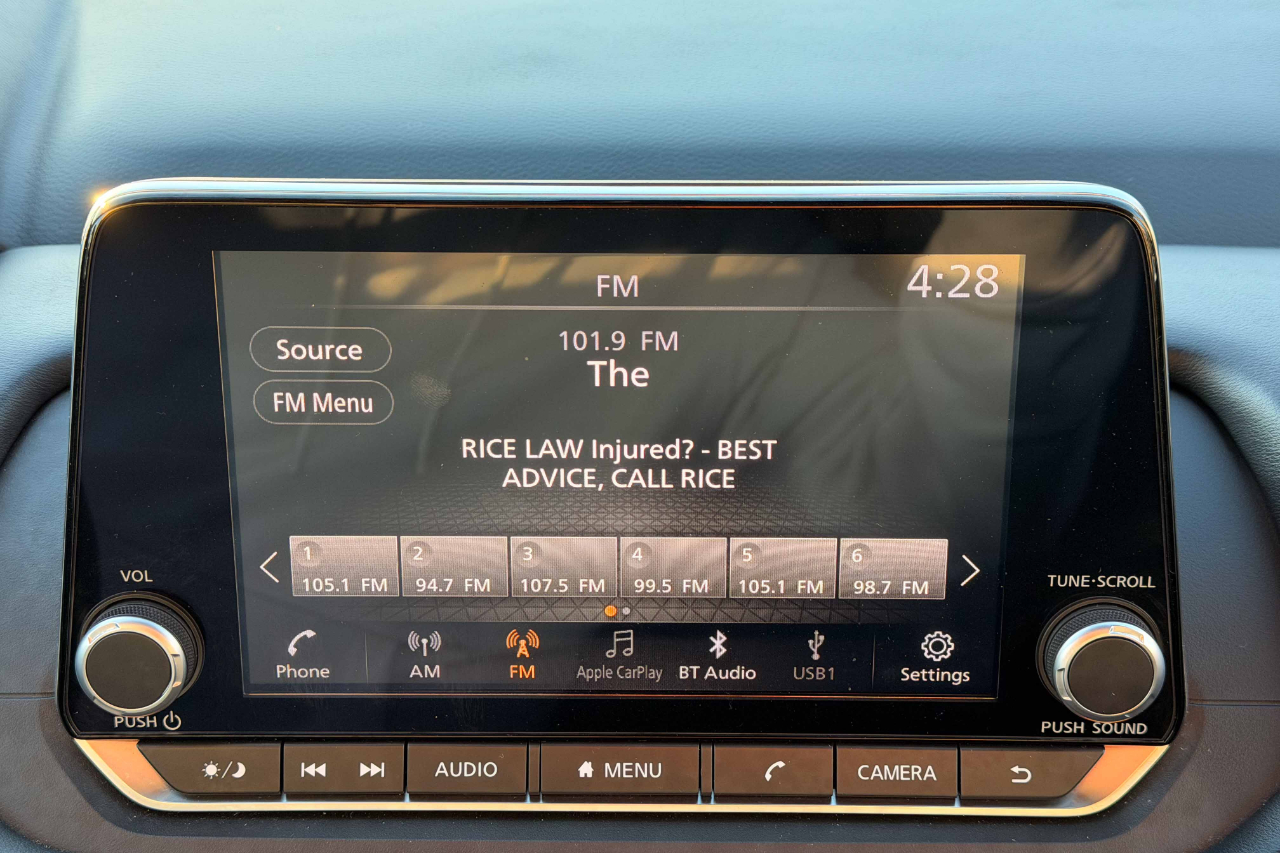 FM
4:28
Source
101.9 FM
The
FM Menu
RICE LAW Injured? - BEST
ADVICE, CALL RICE
1
105.1 FM
2
94.7 FM
3
107.5 FM
4
99.5 FM
5
105.1 FM
6
98.7 FM
VOL
TUNE·SCROLL
Phone
AM
FM
Apple CarPlay
BT Audio
USB1
Settings
PUSH
PUSH SOUND
AUDIO
MENU
CAMERA